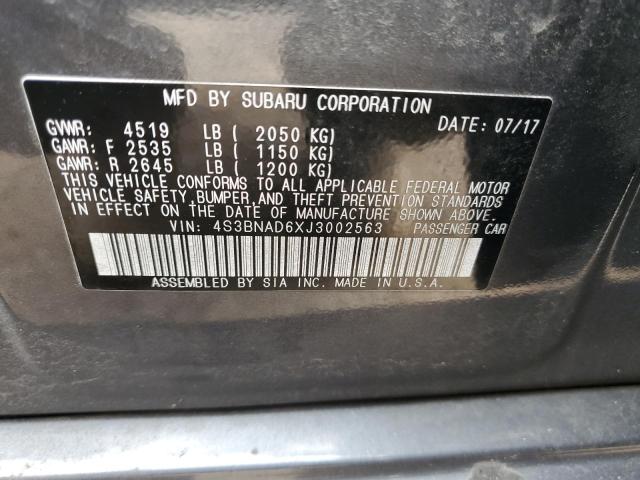 MFD BY SUBARU CORPORATION
GVWR: 4519 LB ( 2050 KG) DATE: 07/17
GAWR: F 2535 LB ( 1150 KG)
GAWR: R 2645 LB ( 1200 KG)
THIS VEHICLE CONFORMS TO ALL APPLICABLE FEDERAL MOTOR
VEHICLE SAFETY, BUMPER, AND THEFT PREVENTION STANDARDS
IN EFFECT ON THE DATE OF MANUFACTURE SHOWN ABOVE.
VIN: 4S3BNAD6XJ3002563 PASSENGER CAR
ASSEMBLED BY SIA INC. MADE IN U.S.A.